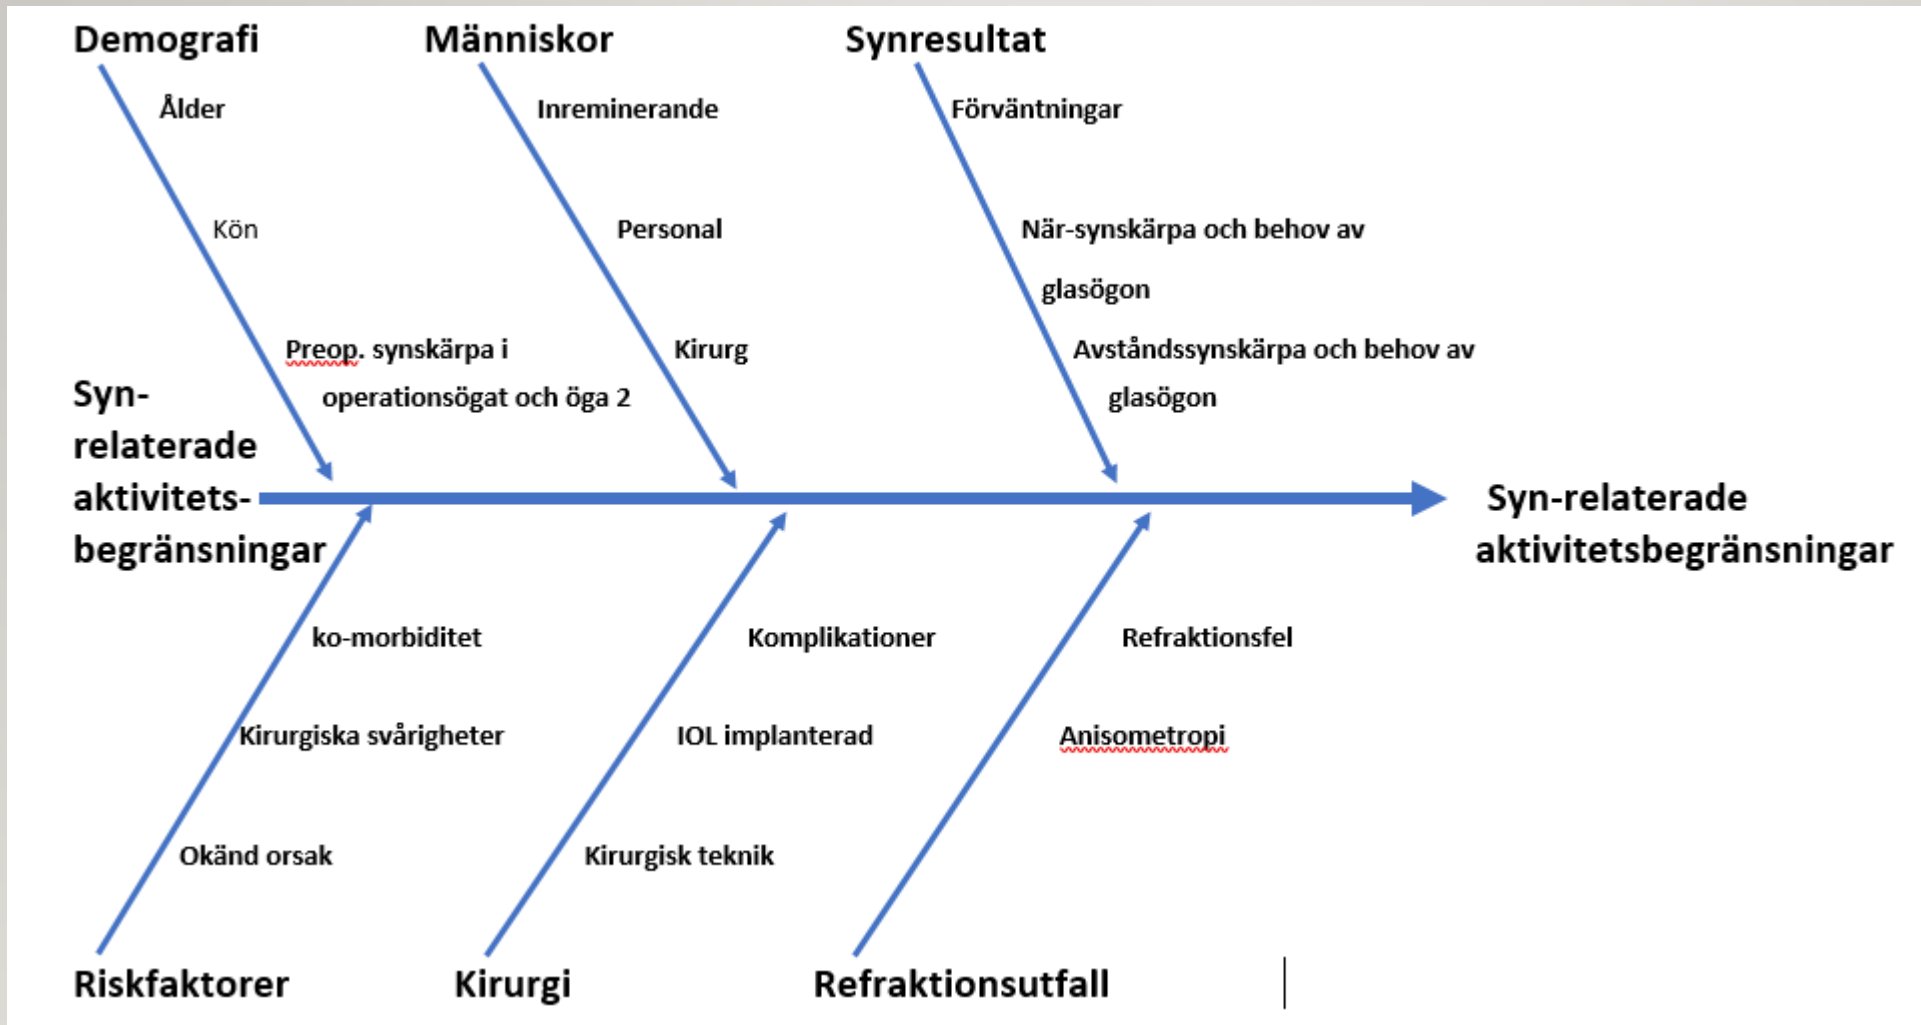 Demografi
Människor
Synresultat
Ålder
Inreminerande
Förväntningar
Kön
Personal
När-synskärpa och behov av
glasögon
Preop. synskärpa i
operationsögat och öga 2
Kirurg
Avståndssynskärpa och behov av
glasögon
Syn-
relaterade
aktivitets-
begränsningar
Syn-relaterade
aktivitetsbegränsningar
ko-morbiditet
Komplikationer
Refraktionsfel
Kirurgiska svårigheter
IOL implanterad
Anisometropi
Okänd orsak
Kirurgisk teknik
Riskfaktorer
Kirurgi
Refraktionsutfall